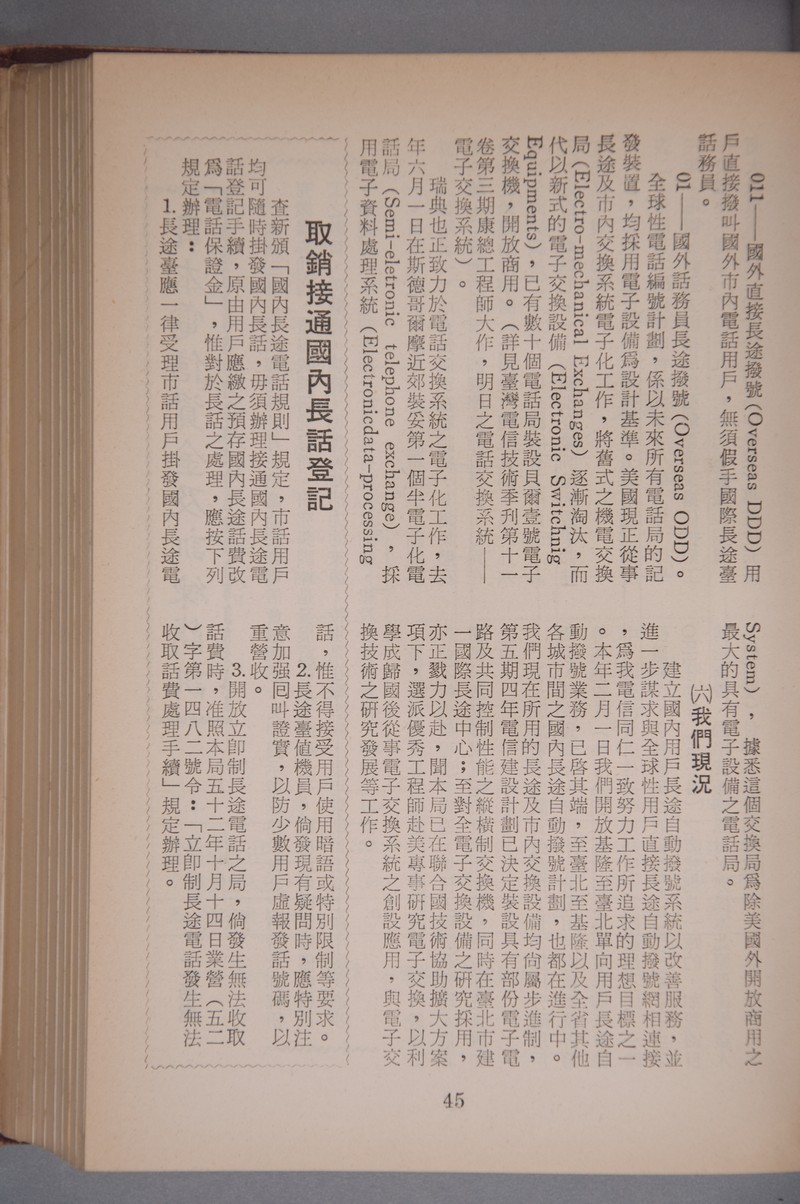 011——國外直接長途撥號(Overseas DDD)用
戶直接撥叫國外市內電話用戶，無須假手國際長途臺
話務員。
01——國外話務員長途撥號(Overseas ODD)。
全球性電話編號計劃，係以未來所有電話局的記
發裝置，均採用電子設備爲設計基準。美國現正從事
長途及市內交換系統電子化工作，將舊式之機電交換
局(Electro-mechanical Exchanges)逐漸淘汰，而
代以新式的電子交換設備(Electronic Switchnig
Equipments)，已有數十個電話局裝設貝爾壹號電子
交換機，開放商用。(詳見臺灣電信技術季刋第十一
卷第三期康總工程師大作，明日之電話交換系統——
電子交換系統)。
瑞典也正致力於電話交換系統之電子化工作，去
年六月一日在斯德哥爾摩近郊裝妥第一個半電子化電
話局(Semi-eletronic telephone exchange)，採
用電子資料處理系統(Electronicdata-processing
System)，據悉這個交換局爲除美國外開放商用之
最大的具有電子設備之電話局。
㈥我們現況
建立國內用戶長途自動撥號系統以改善服務，並
進一步謀求與全球性用戶直接長途自動撥號網相連接
，爲我電信同仁一致努力工作所追求的理想目標之一
。本年二月一日我們開放基隆至臺北單向用戶長途自
動撥號業務，已啓其端，至臺北至基隆以及全省其他
各城市間之國內長途自動撥號計劃，也都在進行中。
我們現在所用的長途及市內交換設備均尙屬步進制，
第五期四年電信建設計劃已決定裝設具有部份電子電
路及共同控制性能之縱橫制交換機，同時在臺北市建
一國際長途中心；至對全電子交換設備之研究採用，
亦正戮力以赴，聞本局已在聯合國技術協助擴大方案
項下，選派優秀工程師赴美專事研究電子交換，以利
學成歸國後從事電子交換系統之創設應用，與電子交
換技術之研究發展等工作。
取銷接通國內長話登記
查新頒「國內長途電話規則」規定，市話用戶
均可隨時掛發國內長話，毋須辦理接通國內長途電
話登記手續，原由用戶應繳之預存國內長途話費改
爲「電話保證金」，惟對於長話之處理，應按下列
規定辦理：
1.長途臺應一律受理市話用戶掛發國內長途電
話，惟不得接受用戶使用暗語或特別限制等要求。
2.長途臺値機員，倘發現有疑問時，應特別注
意加强囘叫證實，以防少數用戶虛報發話號碼，以
重營收。
3.開放立卽制長途電話之局，倘發生無法收取
話費時，准照本局五十二年十月十四日業營(五二
)字第一四八二號令：「立卽制長途電話發生無法
收取話費處理手續」規定辦理。
45